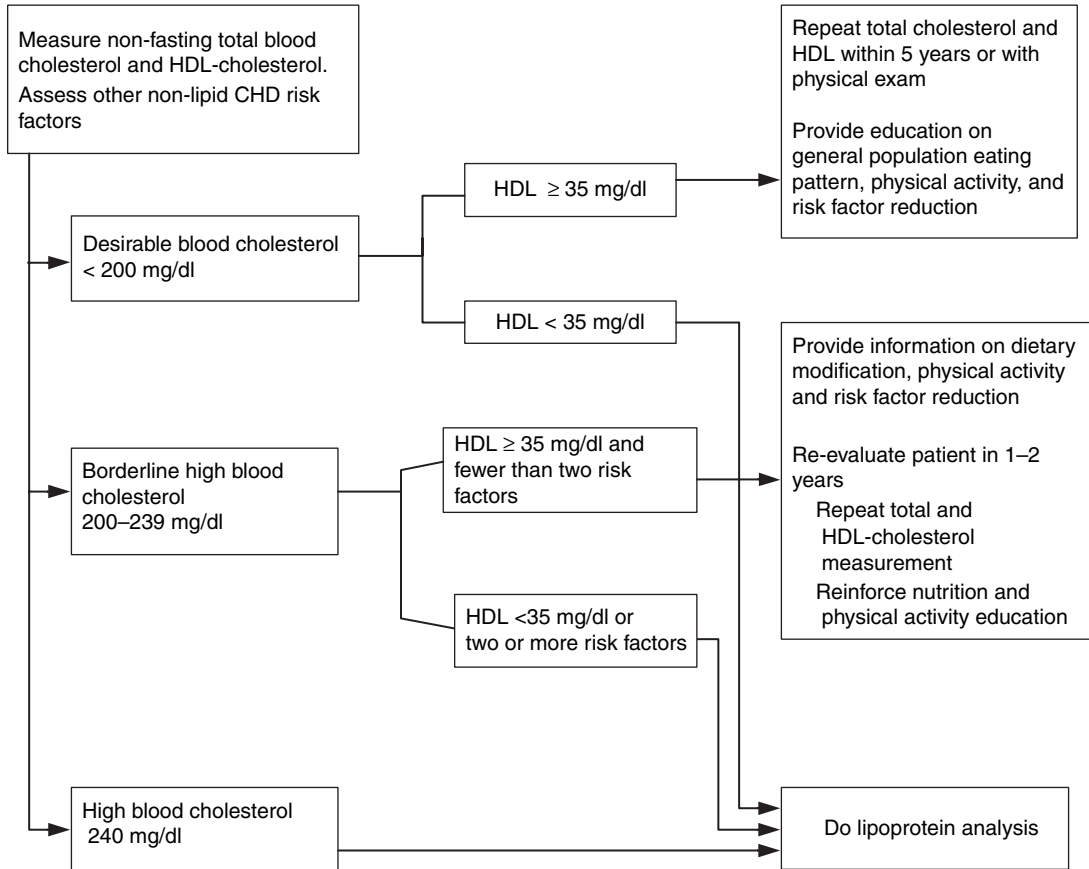 Measure non-fasting total blood
cholesterol and HDL-cholesterol.
Assess other non-lipid CHD risk
factors
Repeat total cholesterol and
HDL within 5 years or with
physical exam
Provide education on
general population eating
pattern, physical activity, and
risk factor reduction
HDL ≥ 35 mg/dl
Desirable blood cholesterol
< 200 mg/dl
HDL < 35 mg/dl
Provide information on dietary
modification, physical activity
and risk factor reduction
Re-evaluate patient in 1–2
years
Repeat total and
HDL-cholesterol
measurement
Reinforce nutrition and
physical activity education
HDL ≥ 35 mg/dl and
fewer than two risk
factors
Borderline high blood
cholesterol
200–239 mg/dl
HDL <35 mg/dl or
two or more risk factors
High blood cholesterol
240 mg/dl
Do lipoprotein analysis